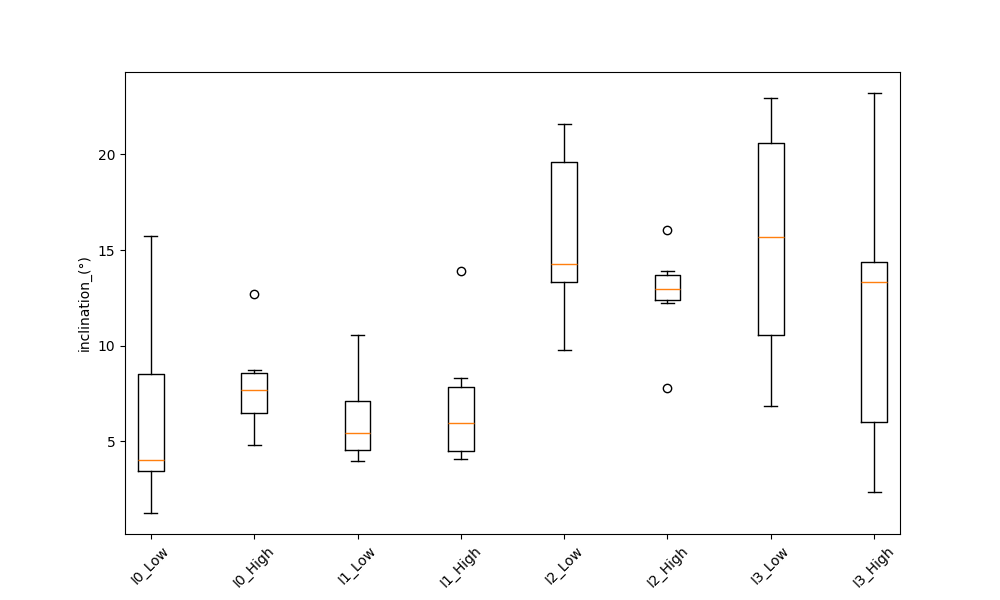 inclination_(°)
20
15
10
5
I0_Low
I0_High
I1_Low
I1_High
I2_Low
I2_High
I3_Low
I3_High